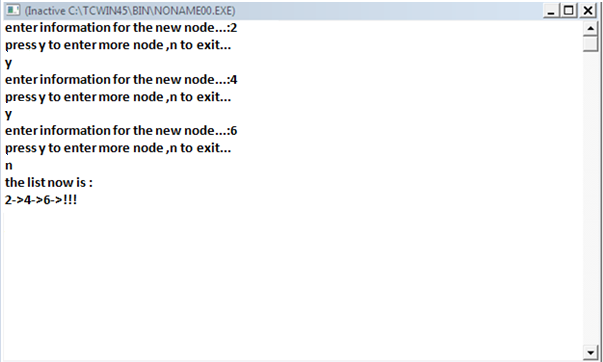 (Inactive C:\TCWIN45\BIN\NONAME00.EXE)
enter information for the new node...:2
press y to enter more node ,n to exit...
y
enter information for the new node...:4
press y to enter more node ,n to exit...
y
enter information for the new node...:6
press y to enter more node ,n to exit...
n
the list now is :
2->4->6->!!!